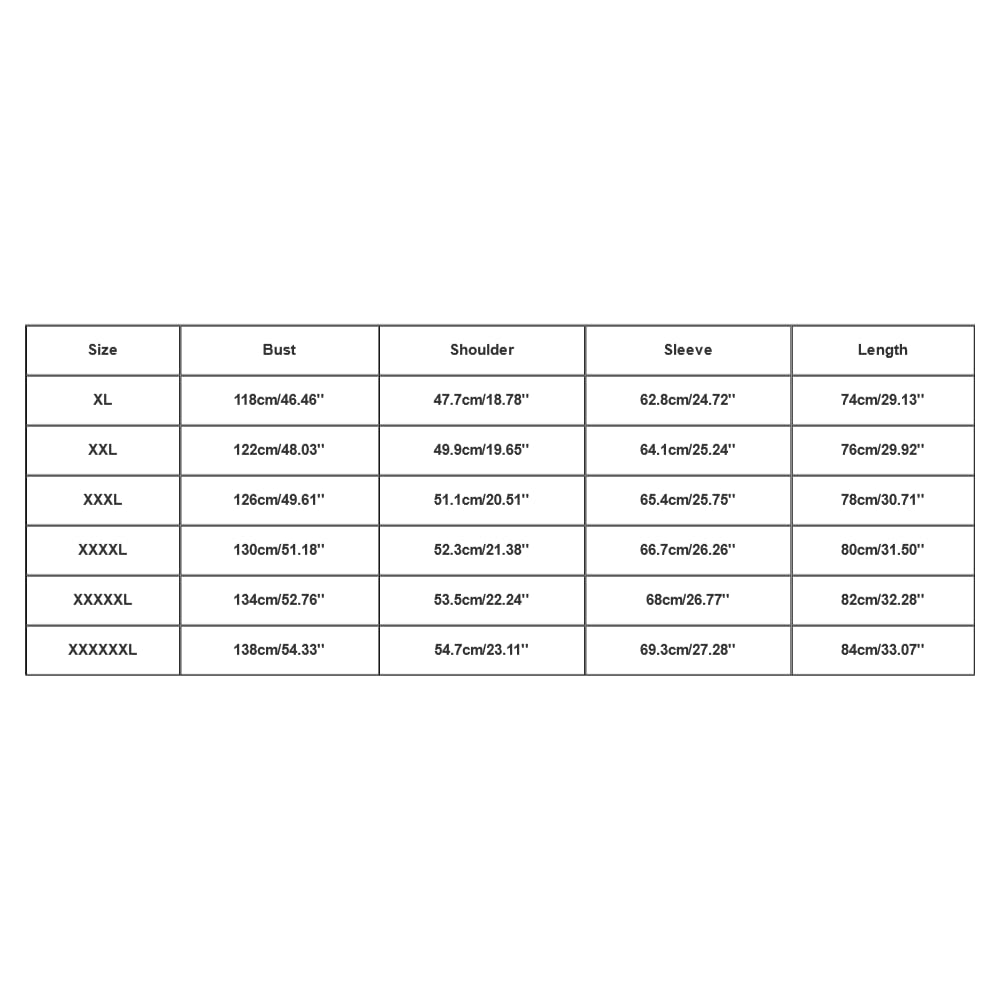 Size Bust Shoulder Sleeve Length
XL 118cm/46.46'' 47.7cm/18.78'' 62.8cm/24.72'' 74cm/29.13''
XXL 122cm/48.03'' 49.9cm/19.65'' 64.1cm/25.24'' 76cm/29.92''
XXXL 126cm/49.61'' 51.1cm/20.51'' 65.4cm/25.75'' 78cm/30.71''
XXXXL 130cm/51.18'' 52.3cm/21.38'' 66.7cm/26.26'' 80cm/31.50''
XXXXXL 134cm/52.76'' 53.5cm/22.24'' 68cm/26.77'' 82cm/32.28''
XXXXXXL 138cm/54.33'' 54.7cm/23.11'' 69.3cm/27.28'' 84cm/33.07''